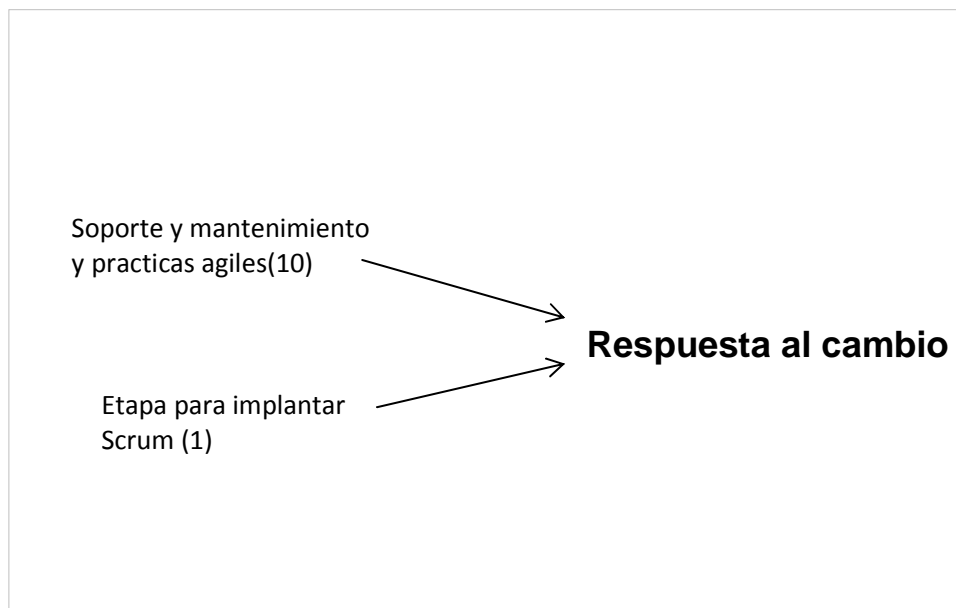 Soporte y mantenimiento
y practicas agiles(10)
Respuesta al cambio
Etapa para implantar
Scrum (1)